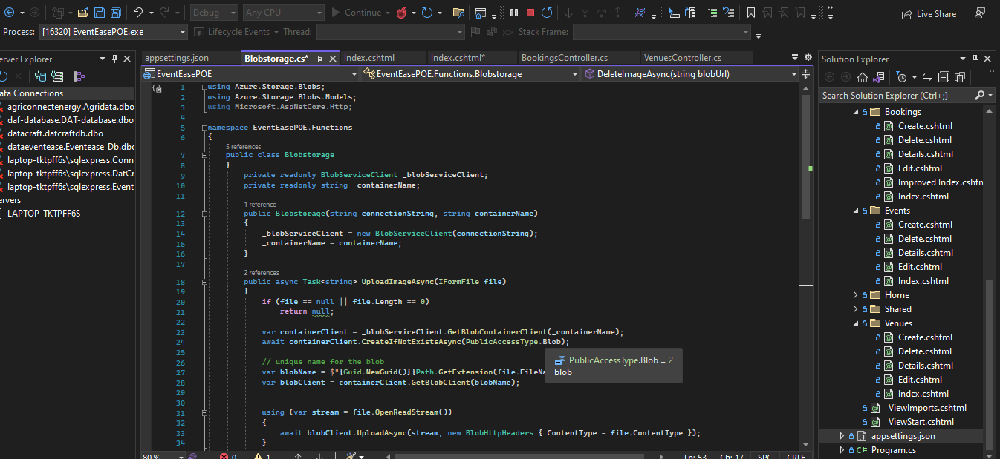 Debug
Any CPU
Continue
Live Share
Process: [16320] EventEasePOE.exe
Lifecycle Events
Thread:
Stack Frame:
erver Explorer
ata Connections
agriconnectenergy.Agridata.dbo
daf-database.DAT-database.dbo
datacraft.datcraftdb.dbo
dataeventease.Eventease_Db.dbo
laptop-tktpff6s\sqlexpress.Conn
laptop-tktpff6s\sqlexpress.DatCr
laptop-tktpff6s\sqlexpress.Event
ervers
LAPTOP-TKTPFF6S
appsettings.json
Blobstorage.cs*
Index.cshtml
Index.cshtml*
BookingsController.cs
VenuesController.cs
EventEasePOE
EventEasePOE.Functions.Blobstorage
DeleteImageAsync(string blobUrl)
1 using Azure.Storage.Blobs;
2 using Azure.Storage.Blobs.Models;
3 using Microsoft.AspNetCore.Http;
4
5 namespace EventEasePOE.Functions
6 {
5 references
7 public class Blobstorage
8 {
9 private readonly BlobServiceClient _blobServiceClient;
10 private readonly string _containerName;
11
1 reference
12 public Blobstorage(string connectionString, string containerName)
13 {
14 _blobServiceClient = new BlobServiceClient(connectionString);
15 _containerName = containerName;
16 }
17
2 references
18 public async Task<string> UploadImageAsync(IFormFile file)
19 {
20 if (file == null || file.Length == 0)
21 return null;
22
23 var containerClient = _blobServiceClient.GetBlobContainerClient(_containerName);
24 await containerClient.CreateIfNotExistsAsync(PublicAccessType.Blob);
25
26 // unique name for the blob
27 var blobName = $"{Guid.NewGuid()}{Path.GetExtension(file.FileNa
28 var blobClient = containerClient.GetBlobClient(blobName);
29
30
31 using (var stream = file.OpenReadStream())
32 {
33 await blobClient.UploadAsync(stream, new BlobHttpHeaders { ContentType = file.ContentType });
34 }
PublicAccessType.Blob = 2
blob
80 %
0
1
Ln: 53
Ch: 17
SPC
CRLF
Solution Explorer
Search Solution Explorer (Ctrl+;)
Bookings
Create.cshtml
Delete.cshtml
Details.cshtml
Edit.cshtml
Improved Index.cshtn
Index.cshtml
Events
Create.cshtml
Delete.cshtml
Details.cshtml
Edit.cshtml
Index.cshtml
Home
Shared
Venues
Create.cshtml
Delete.cshtml
Details.cshtml
Edit.cshtml
Index.cshtml
_ViewImports.cshtml
_ViewStart.cshtml
appsettings.json
C# Program.cs